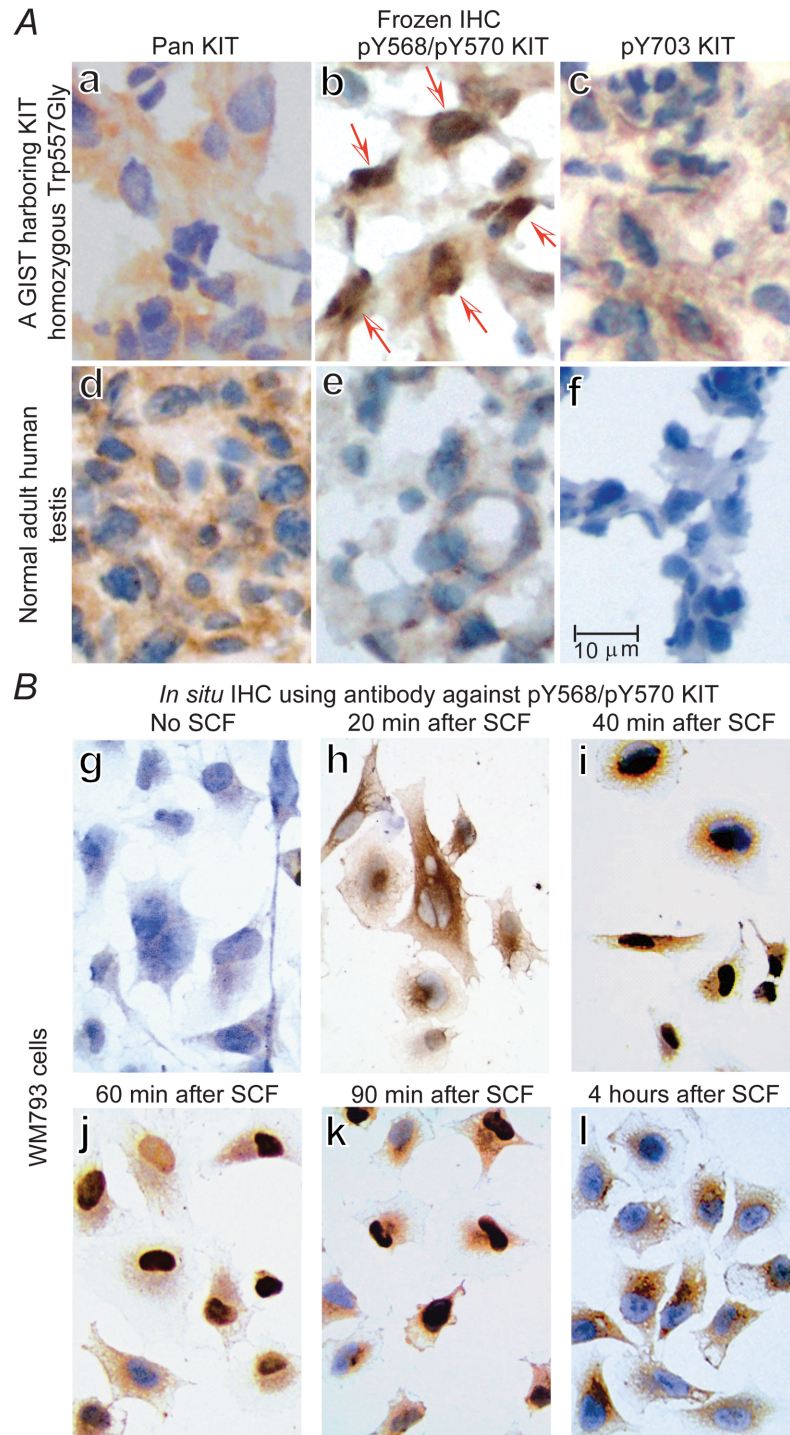 A
Frozen IHC
Pan KIT
pY568/pY570 KIT
pY703 KIT
A GIST harboring KIT
homozygous Trp557Gly
a
b
c
Normal adult human
testis
d
e
f
10 μm
B
In situ IHC using antibody against pY568/pY570 KIT
No SCF
20 min after SCF
40 min after SCF
WM793 cells
g
h
i
60 min after SCF
90 min after SCF
4 hours after SCF
j
k
l